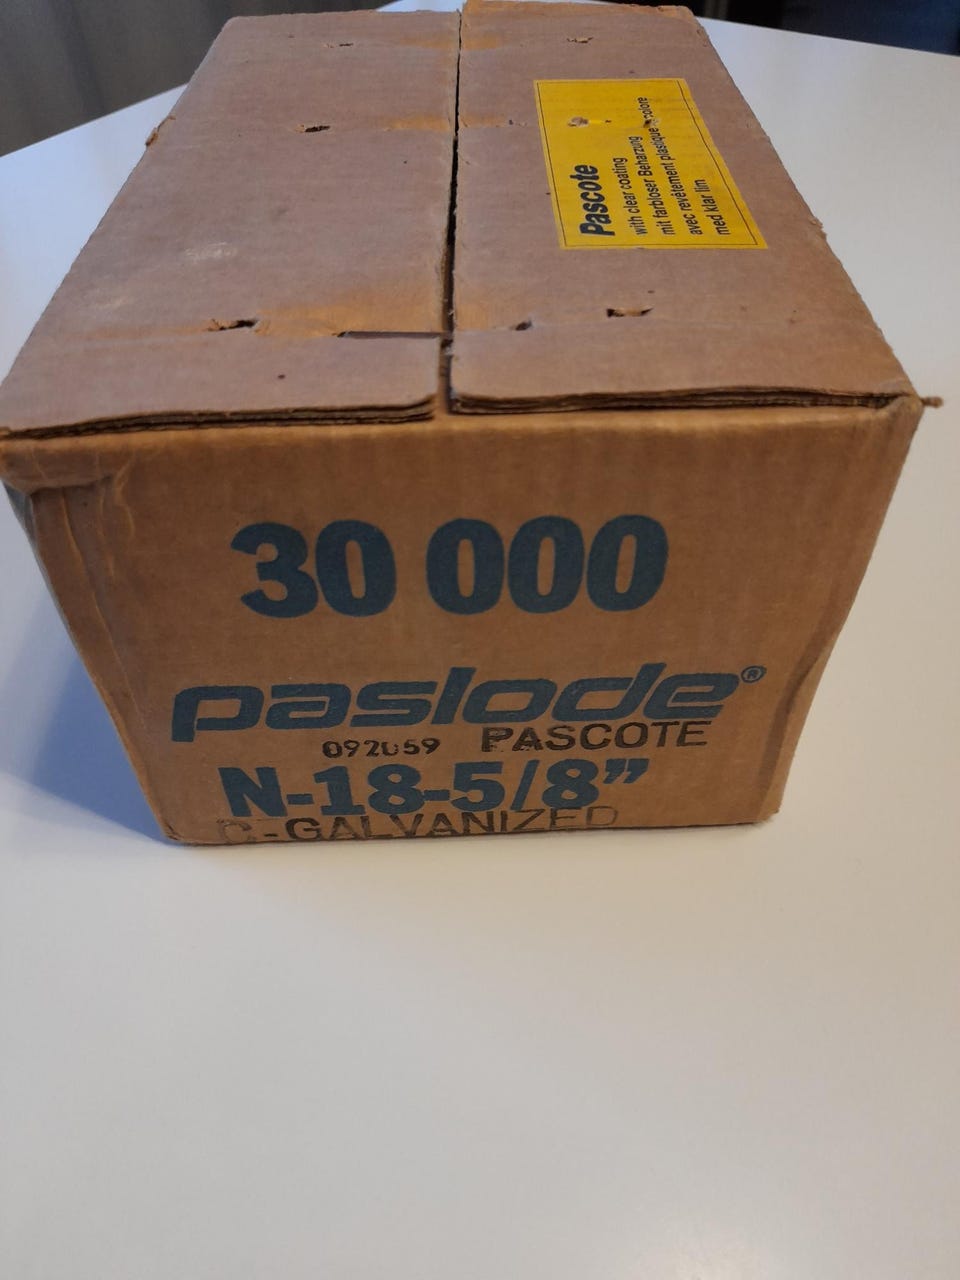 Pascote
with clear coating
mit farbloser Beharzung
avec revêtement plastique
med klar lim
30 000
paslode®
092059 PASCOTE
N-18-5/8”
C-GALVANIZED